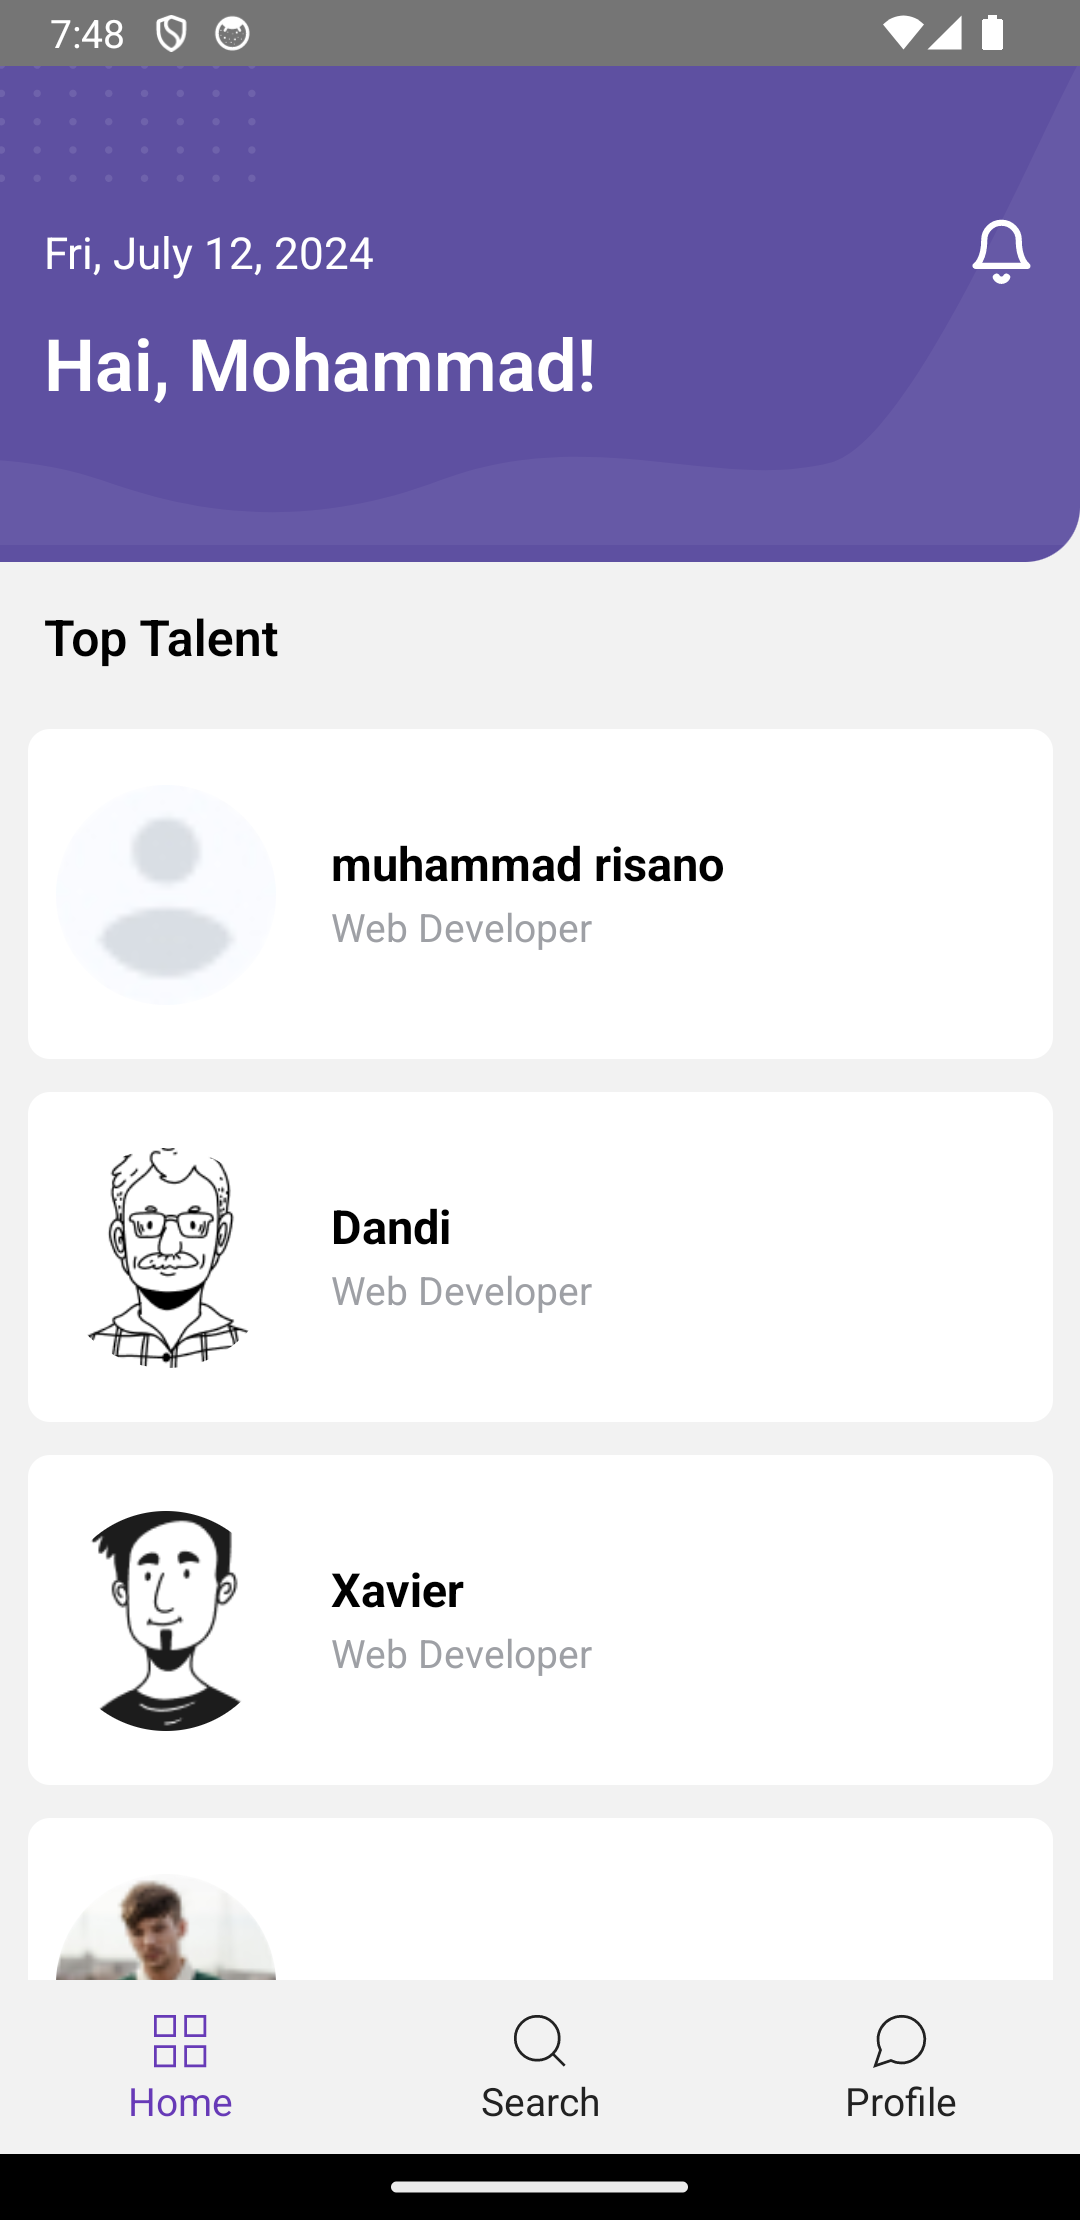 7:48
Fri, July 12, 2024
Hai, Mohammad!
Top Talent
muhammad risano
Web Developer
Dandi
Web Developer
Xavier
Web Developer
Home
Search
Profile